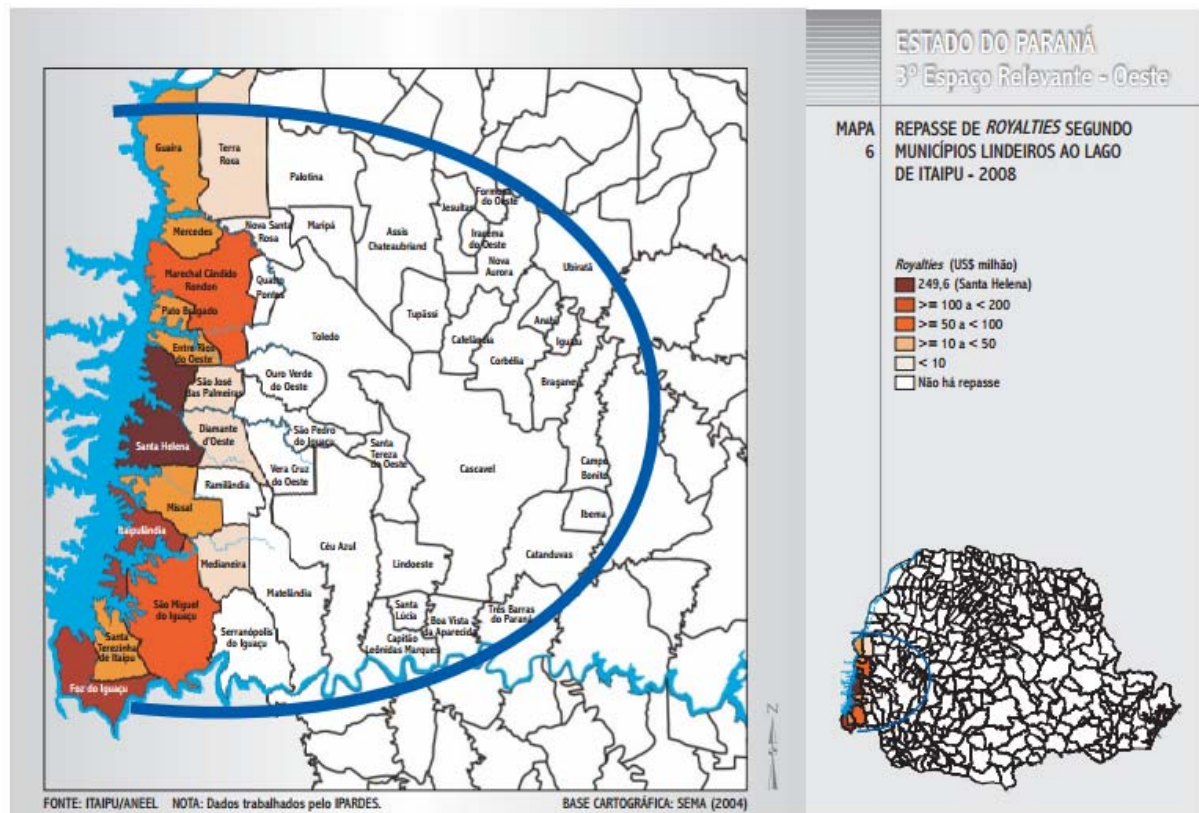 ESTADO DO PARANÁ
3º Espaço Relevante - Oeste
MAPA 6
REPASSE DE ROYALTIES SEGUNDO
MUNICÍPIOS LINDEIROS AO LAGO
DE ITAIPU - 2008
Royalties (US$ milhão)
249,6 (Santa Helena)
>= 100 a < 200
>= 50 a < 100
>= 10 a < 50
< 10
Não há repasse
Guaíra
Terra
Rosa
Palotina
Formosa
do Oeste
Jesuítas
Iracema
do Oeste
Mercedes
Nova Santa
Rosa
Maripá
Assis
Chateaubriand
Nova
Aurora
Ubiratã
Marechal Cândido
Rondon
Quatro
Pontes
Pato Bragado
Tupãssi
Anahí
Cafelândia
Iguatu
Toledo
Entre Rios
do Oeste
Corbélia
Ouro Verde
do Oeste
São José
das Palmeiras
Braganey
Diamante
d'Oeste
São Pedro
do Iguaçu
Santa Helena
Santa
Tereza
do Oeste
Cascavel
Campo
Bonito
Vera Cruz
do Oeste
Ramilândia
Missal
Ibema
Itaipulândia
Céu Azul
Catanduvas
Medianeira
Lindoeste
Matelândia
São Miguel
do Iguaçu
Santa
Lúcia
Três Barras
do Paraná
Boa Vista
da Aparecida
Serranópolis
do Iguaçu
Capitão
Leônidas Marques
Santa
Terezinha
de Itaipu
Foz do Iguaçu
N
FONTE: ITAIPU/ANEEL NOTA: Dados trabalhados pelo IPARDES. BASE CARTOGRÁFICA: SEMA (2004)